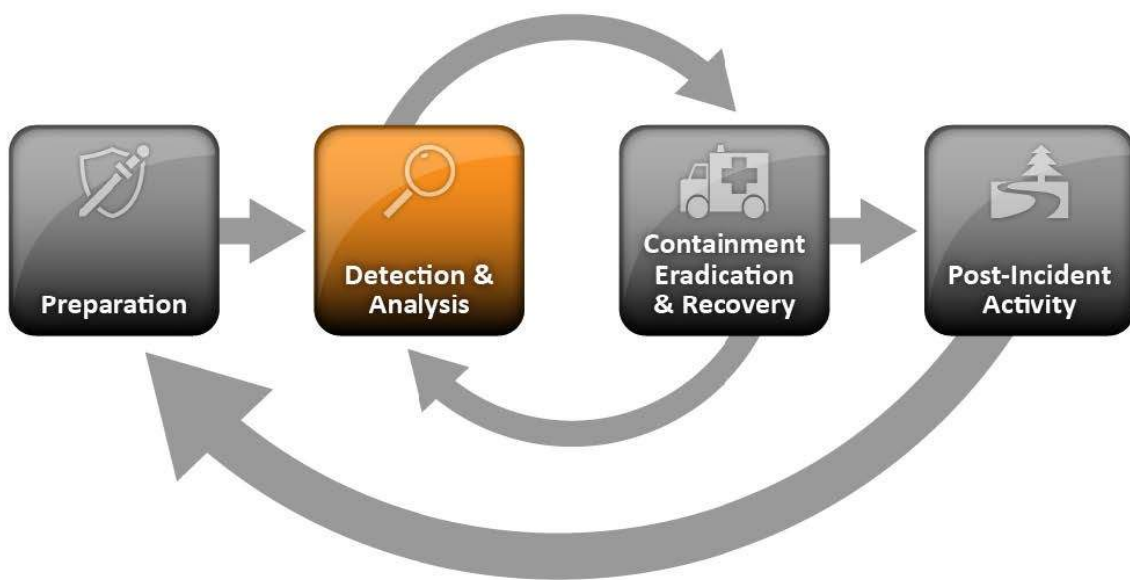 Preparation
Detection &
Analysis
Containment
Eradication
& Recovery
Post-Incident
Activity